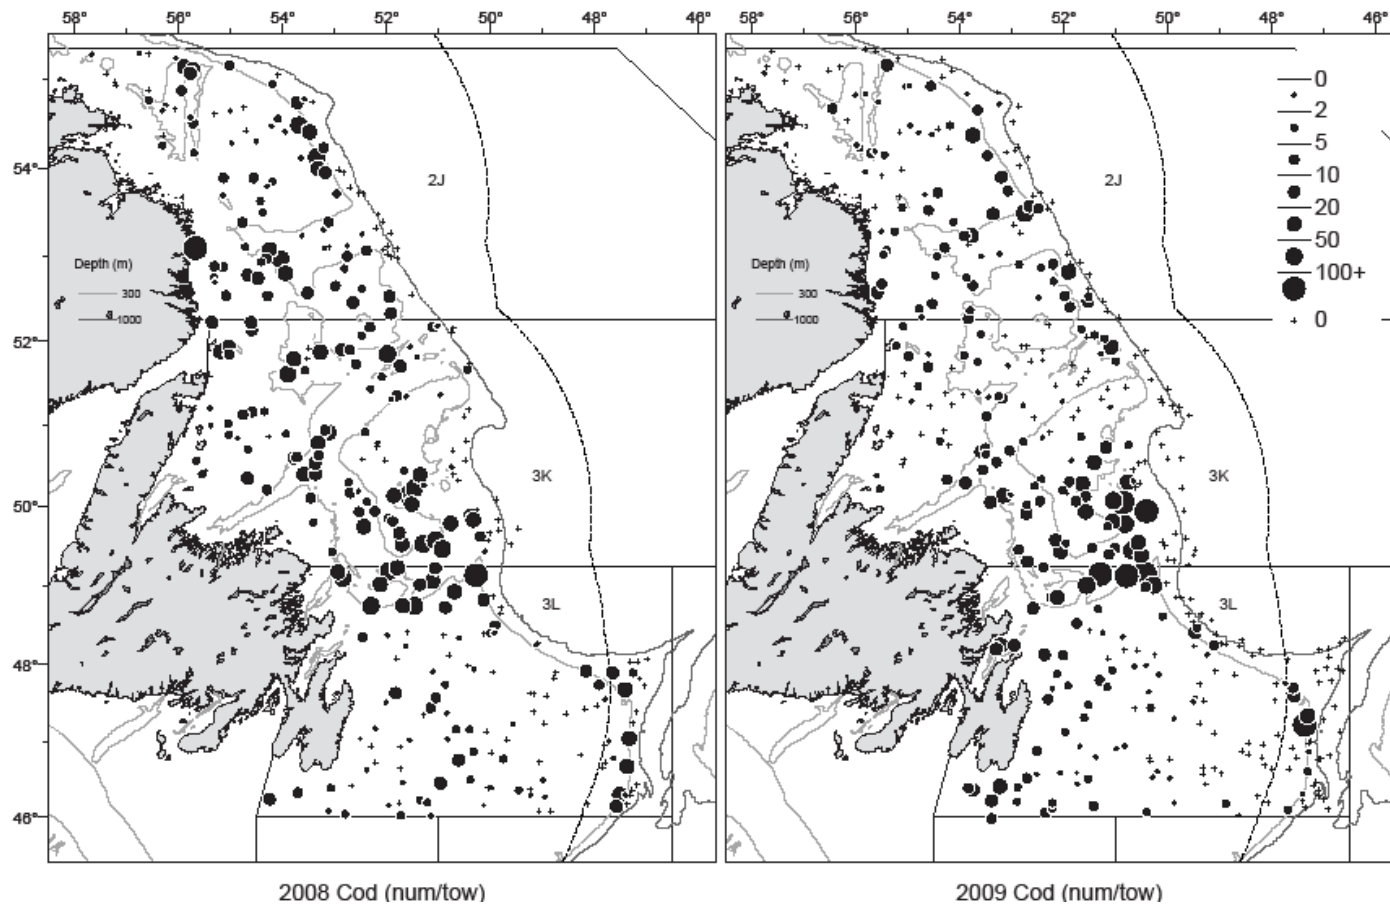 58° 56° 54° 52° 50° 48° 46°
58° 56° 54° 52° 50° 48° 46°
0
2
5
10
20
50
100+
0
54°
52°
50°
48°
46°
2J
2J
Depth (m)
300
1000
Depth (m)
300
1000
3K
3K
3L
3L
2008 Cod (num/tow)
2009 Cod (num/tow)